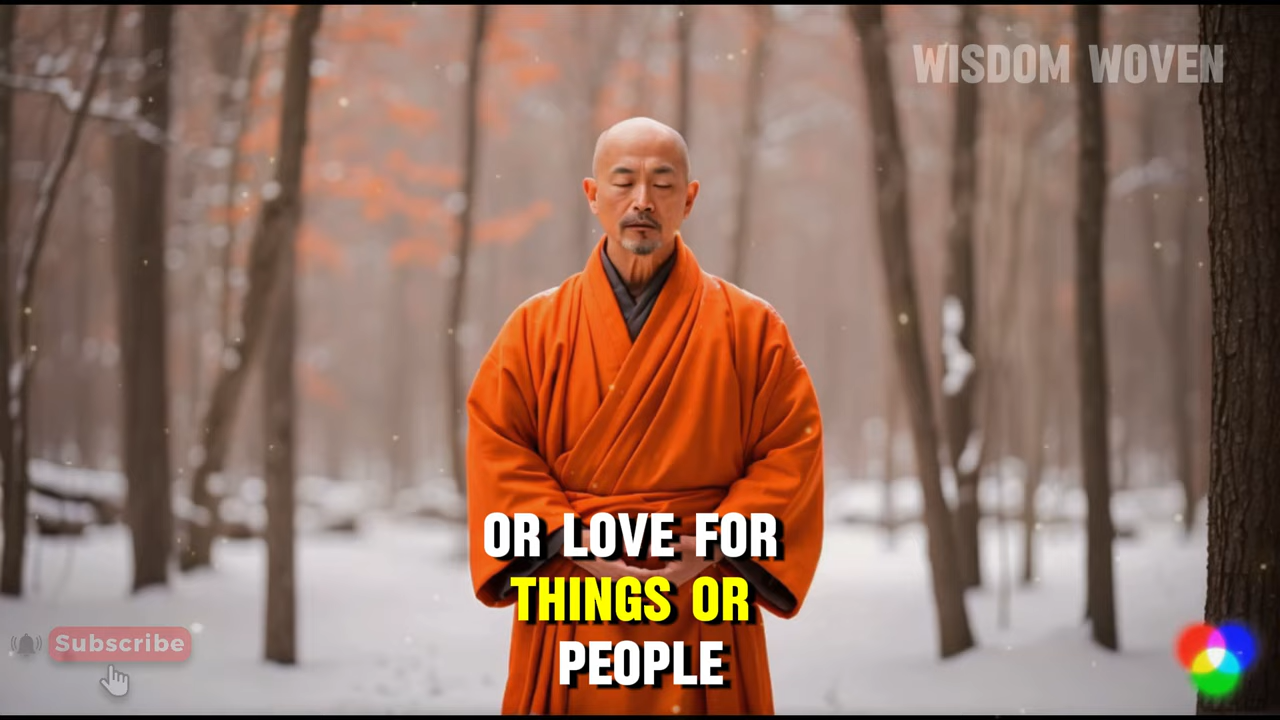 WISDOM WOVEN
OR LOVE FOR
THINGS OR
PEOPLE
Subscribe